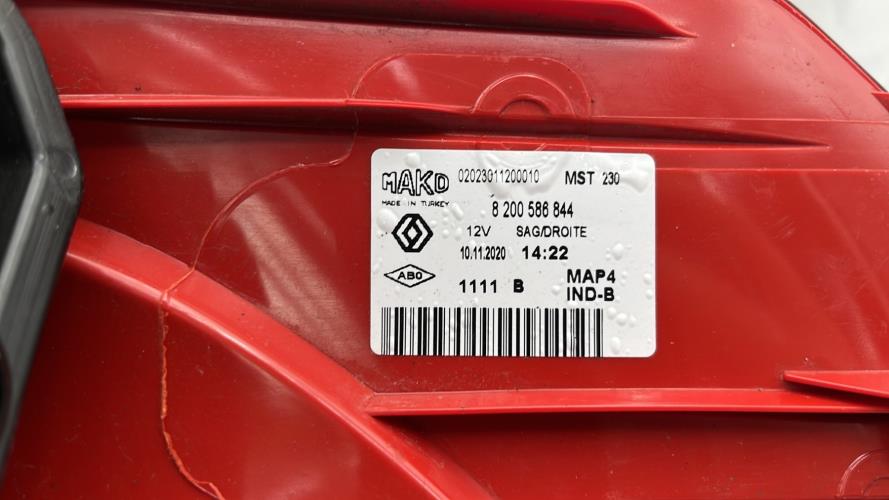 MAKO 02023011200010 MST 230
MADE IN TURKEY
8 200 586 844
12V SAG/DROITE
10.11.2020 14:22
ABO
1111 B MAP4
IND-B